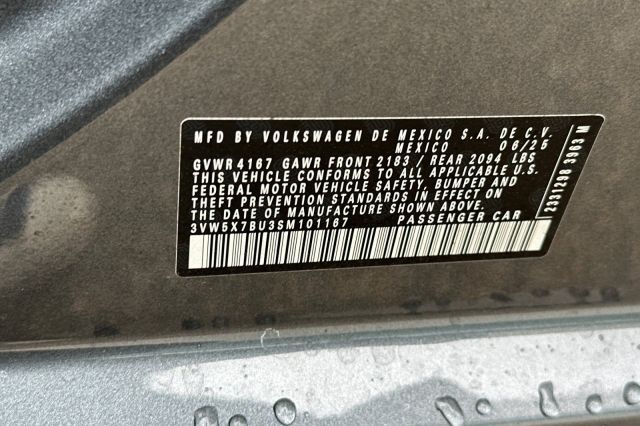 MFD BY VOLKSWAGEN DE MEXICO S.A. DE C.V.
MEXICO 06/25
GVWR 4167 GAWR FRONT 2183 / REAR 2094 LBS
THIS VEHICLE CONFORMS TO ALL APPLICABLE U.S.
FEDERAL MOTOR VEHICLE SAFETY, BUMPER AND
THEFT PREVENTION STANDARDS IN EFFECT ON
THE DATE OF MANUFACTURE SHOWN ABOVE.
3VW5X7BU3SM101167 PASSENGER CAR
2331298 3903 M